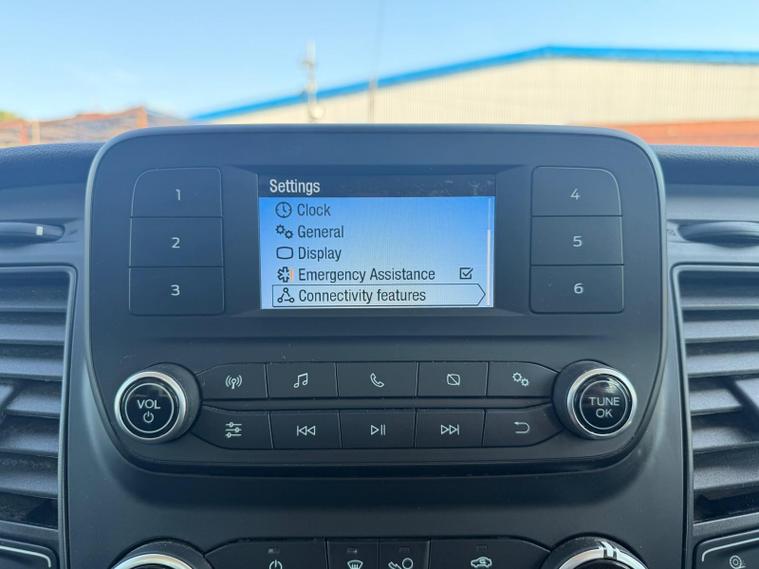 Settings
Clock
General
Display
Emergency Assistance
Connectivity features
1
2
3
4
5
6
VOL
TUNE
OK